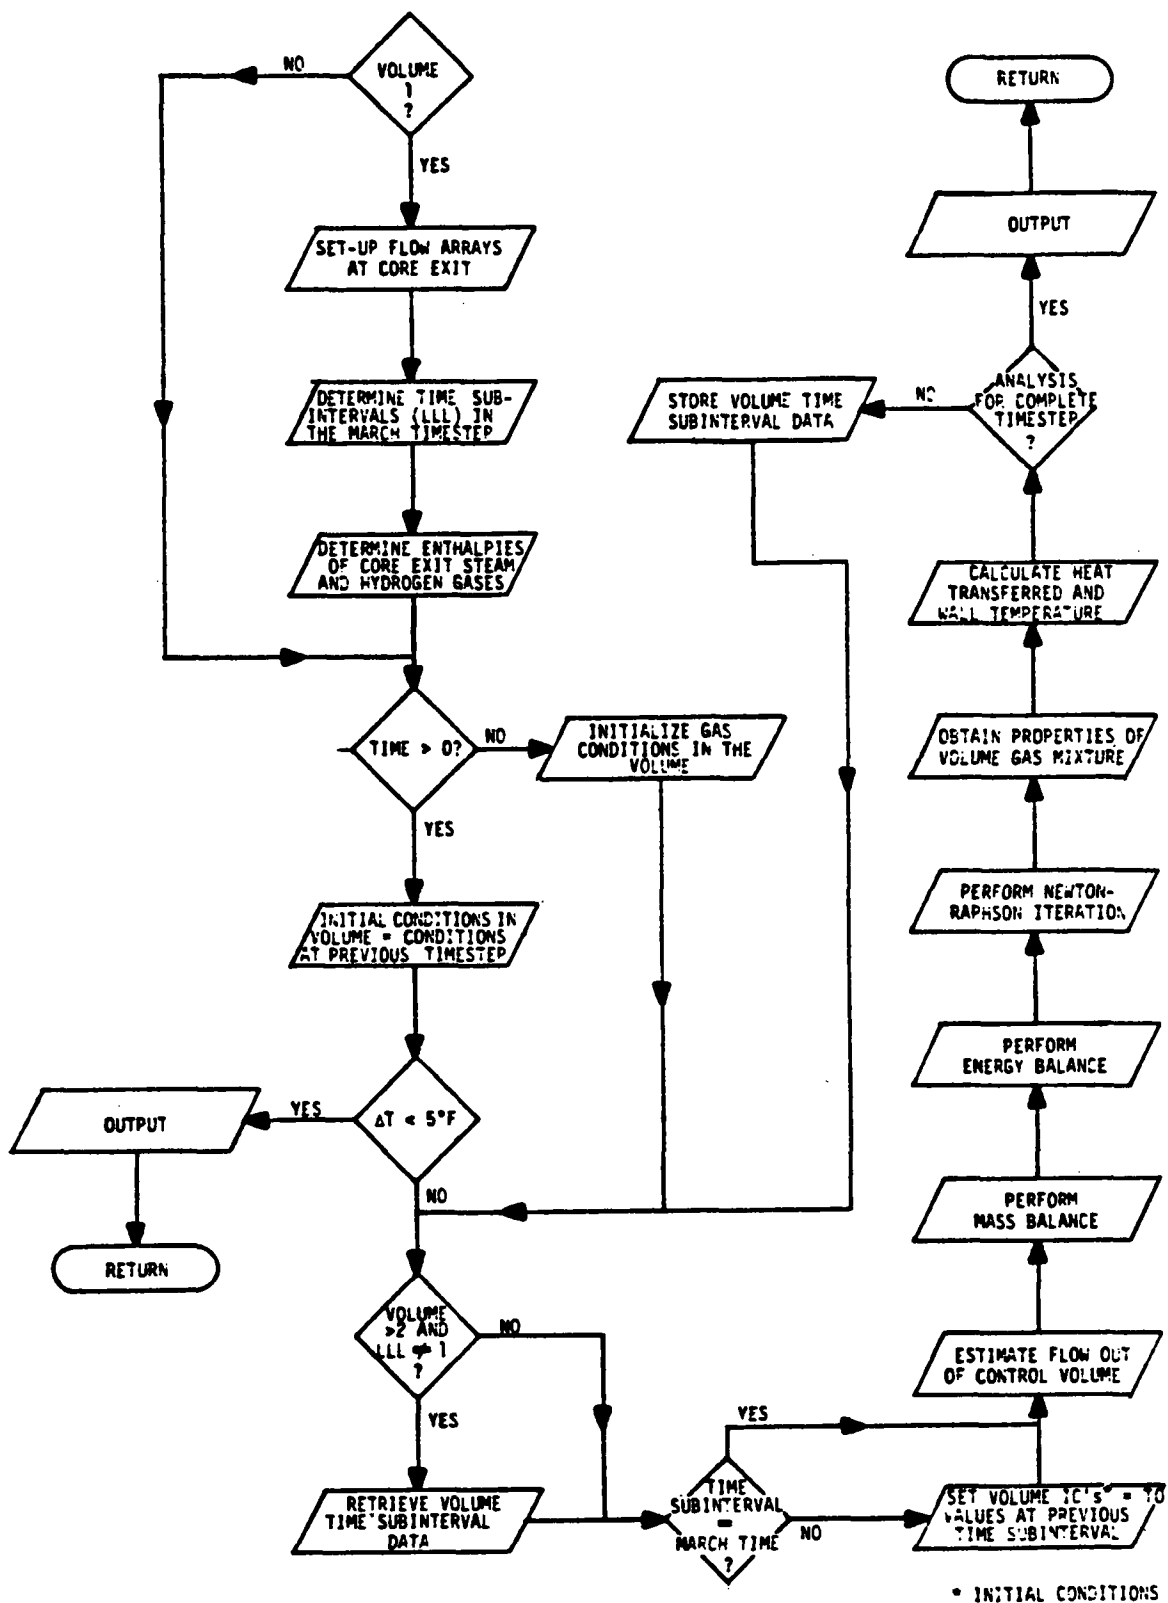 VOLUME
1
?
NO
YES
SET-UP FLOW ARRAYS
AT CORE EXIT
DETERMINE TIME SUB-
INTERVALS (LLL) IN
THE MARCH TIMESTEP
DETERMINE ENTHALPIES
OF CORE EXIT STEAM
AND HYDROGEN GASES
TIME > 0?
NO
INITIALIZE GAS
CONDITIONS IN THE
VOLUME
YES
INITIAL CONDITIONS IN
VOLUME = CONDITIONS
AT PREVIOUS TIMESTEP
ΔT < 5°F
YES
OUTPUT
RETURN
NO
VOLUME
>2 AND
LLL ≠ 1
?
NO
YES
RETRIEVE VOLUME
TIME SUBINTERVAL
DATA
TIME
SUBINTERVAL
=
MARCH TIME
?
YES
NO
SET VOLUME IC's* = TO
VALUES AT PREVIOUS
TIME SUBINTERVAL
ESTIMATE FLOW OUT
OF CONTROL VOLUME
PERFORM
MASS BALANCE
PERFORM
ENERGY BALANCE
PERFORM NEWTON-
RAPHSON ITERATION
OBTAIN PROPERTIES OF
VOLUME GAS MIXTURE
CALCULATE HEAT
TRANSFERRED AND
WALL TEMPERATURE
ANALYSIS
FOR COMPLETE
TIMESTEP
?
NO
STORE VOLUME TIME
SUBINTERVAL DATA
YES
OUTPUT
RETURN
* INITIAL CONDITIONS